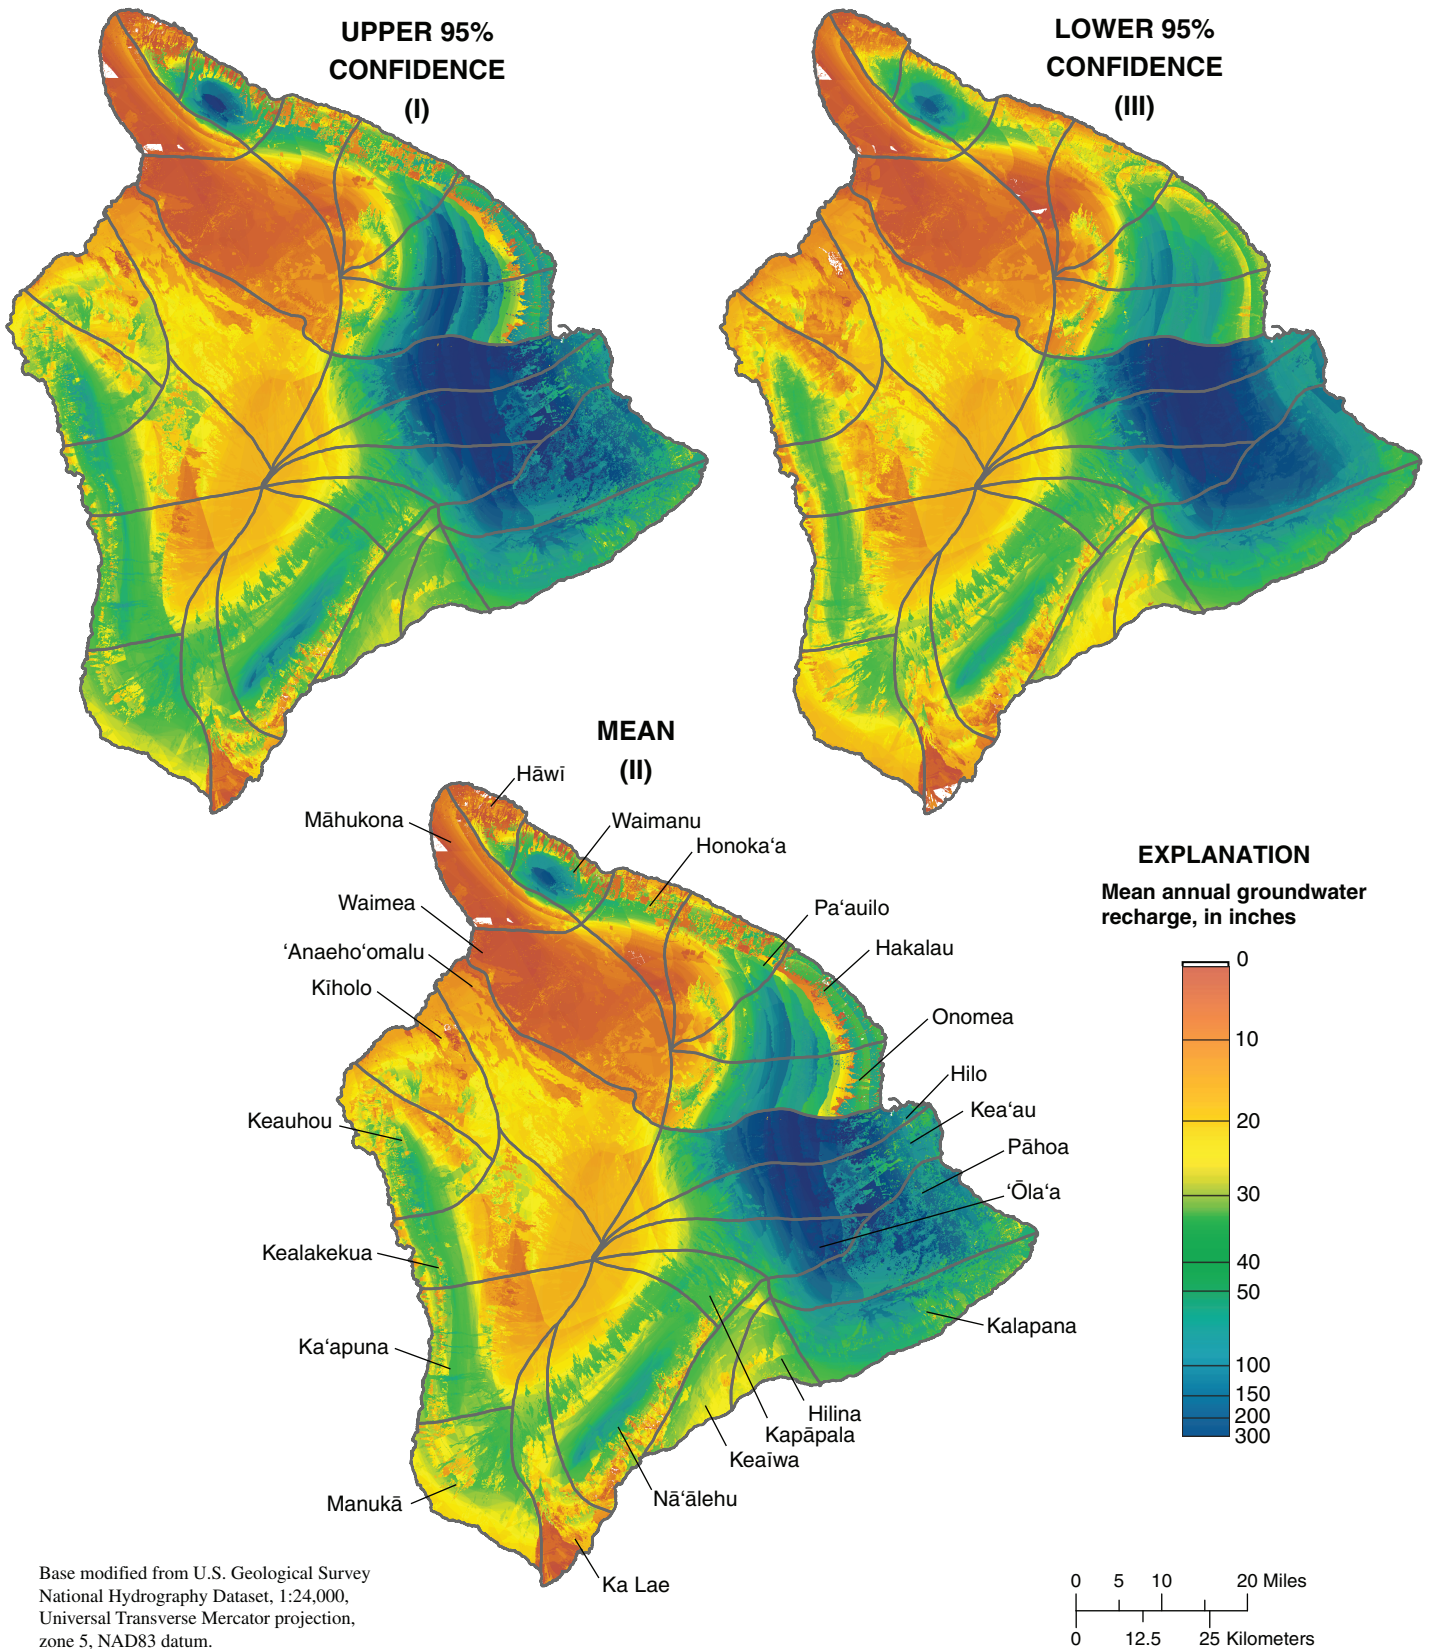 UPPER 95%
CONFIDENCE
(I)
LOWER 95%
CONFIDENCE
(III)
MEAN
(II)
Hāwī
Māhukona
Waimanu
Honokaʻa
Waimea
Paʻauilo
ʻAnaehoʻomalu
Hakalau
Kīholo
Onomea
Hilo
Keaʻau
Keauhou
Pāhoa
ʻŌlaʻa
Kealakekua
Kalapana
Kaʻapuna
Hilina
Kapāpala
Keaīwa
Manukā
Nāʻālehu
Ka Lae
EXPLANATION
Mean annual groundwater
recharge, in inches
0
10
20
30
40
50
100
150
200
300
Base modified from U.S. Geological Survey
National Hydrography Dataset, 1:24,000,
Universal Transverse Mercator projection,
zone 5, NAD83 datum.
0 5 10 20 Miles
0 12.5 25 Kilometers